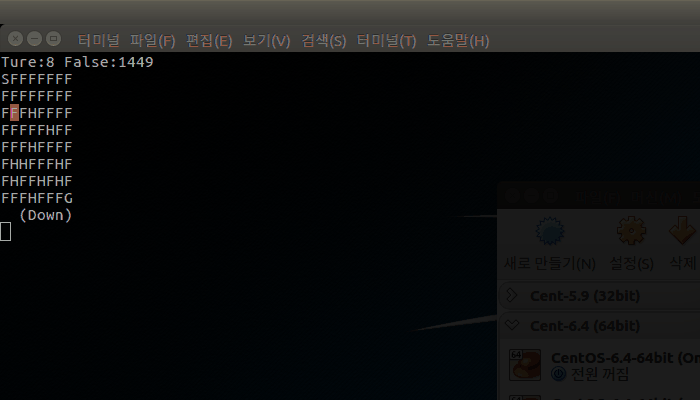 터미널 파일(F) 편집(E) 보기(V) 검색(S) 터미널(T) 도움말(H)
Ture:8 False:1449
SFFFFFFF
FFFFFFFF
FFFHFFFF
FFFFFHFF
FFFHFFFF
FHHFFFHF
FHFFHFHF
FFFHFFFG
(Down)
새로 만들기(N) 설정(S) 삭제
Cent-5.9 (32bit)
Cent-6.4 (64bit)
64
CentOS-6.4-64bit (On
전원 꺼짐